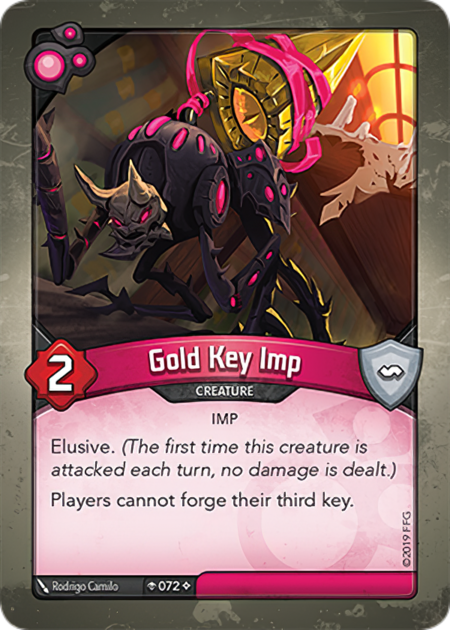 2
Gold Key Imp
CREATURE
IMP
Elusive. (The first time this creature is
attacked each turn, no damage is dealt.)
Players cannot forge their third key.
©2019 FFG
Rodrigo Camilo
072